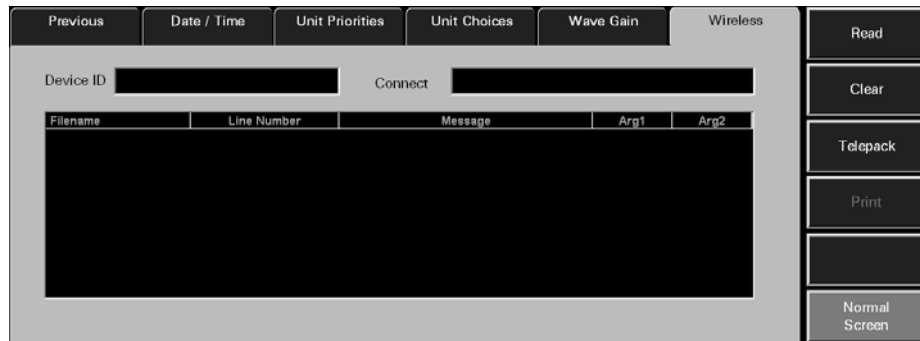 Previous
Date / Time
Unit Priorities
Unit Choices
Wave Gain
Wireless
Read
Device ID
Connect
Clear
Filename
Line Number
Message
Arg1
Arg2
Telepack
Print
Normal
Screen